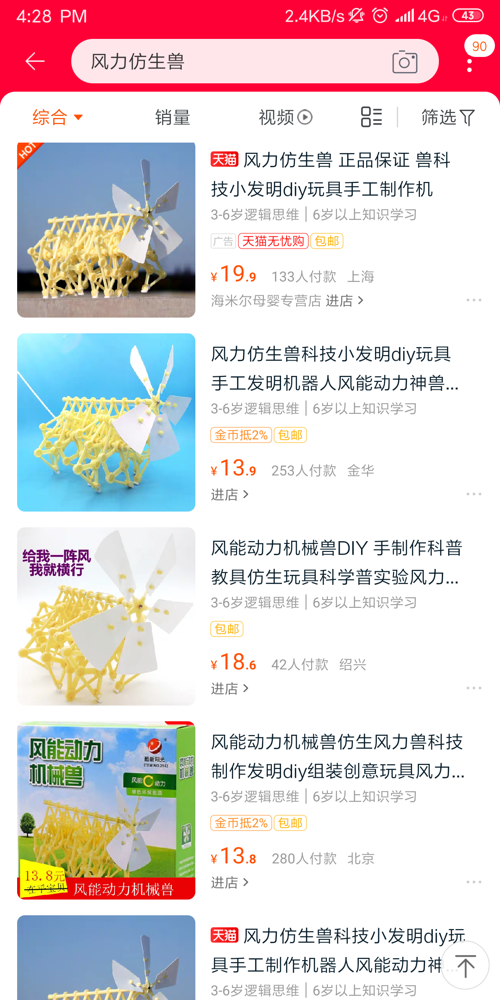 4:28 PM
2.4KB/s
4G
43
90
风力仿生兽
综合
销量
视频
筛选
HOT
天猫 风力仿生兽 正品保证 兽科
技小发明diy玩具手工制作机
3-6岁逻辑思维 | 6岁以上知识学习
广告 天猫无忧购 包邮
¥19.9 133人付款 上海
海米尔母婴专营店 进店 >
风力仿生兽科技小发明diy玩具
手工发明机器人风能动力神兽...
3-6岁逻辑思维 | 6岁以上知识学习
金币抵2% 包邮
¥13.9 253人付款 金华
进店 >
给我一阵风
我就横行
风能动力机械兽DIY 手制作科普
教具仿生玩具科学普实验风力...
3-6岁逻辑思维 | 6岁以上知识学习
包邮
¥18.6 42人付款 绍兴
进店 >
风能动力
机械兽
酷新阳光
ITEM NO.2142
风能 动力
绿色环保能源
风能动力
机械兽
13.8元
在乎宝贝
风能动力机械兽
风能动力机械兽仿生风力兽科技
制作发明diy组装创意玩具风力...
3-6岁逻辑思维 | 6岁以上知识学习
金币抵2% 包邮
¥13.8 280人付款 北京
进店 >
天猫 风力仿生兽科技小发明diy玩
具手工制作机器人风能动力神...
3-6岁逻辑思维 | 6岁以上知识学习